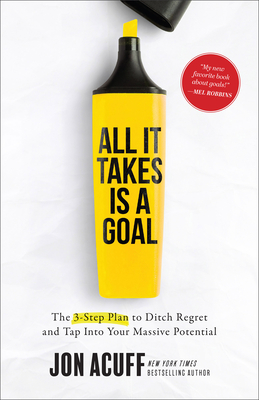 "My new
favorite book
about goals!"
—MEL ROBBINS
ALL IT
TAKES
IS A
GOAL
The 3-Step Plan to Ditch Regret
and Tap Into Your Massive Potential
JON ACUFF NEW YORK TIMES
BESTSELLING AUTHOR